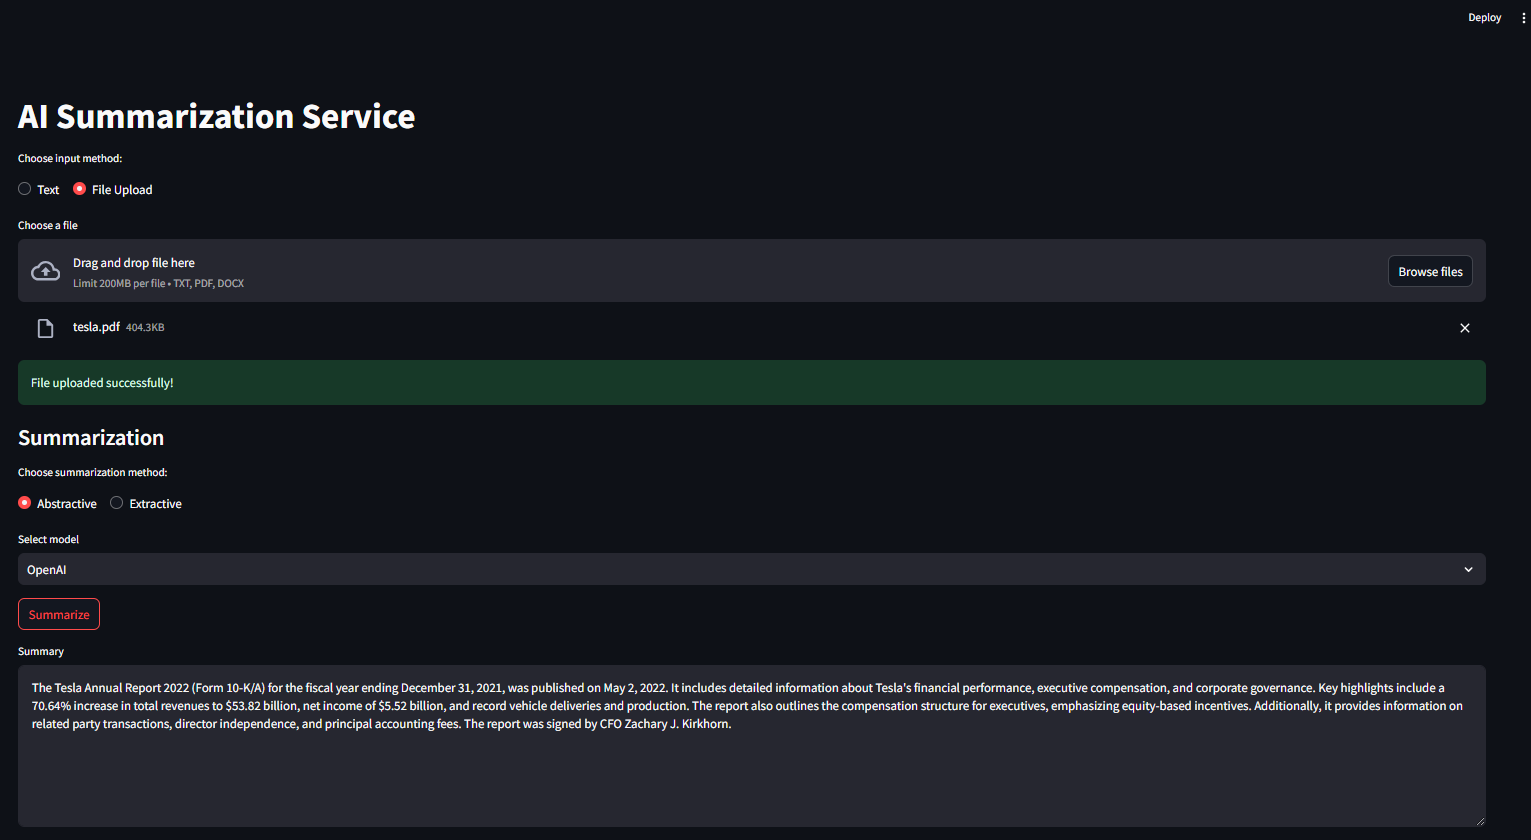 Deploy
AI Summarization Service
Choose input method:
Text File Upload
Choose a file
Drag and drop file here
Limit 200MB per file • TXT, PDF, DOCX
Browse files
tesla.pdf 404.3KB
File uploaded successfully!
Summarization
Choose summarization method:
Abstractive Extractive
Select model
OpenAI
Summarize
Summary
The Tesla Annual Report 2022 (Form 10-K/A) for the fiscal year ending December 31, 2021, was published on May 2, 2022. It includes detailed information about Tesla's financial performance, executive compensation, and corporate governance. Key highlights include a
70.64% increase in total revenues to $53.82 billion, net income of $5.52 billion, and record vehicle deliveries and production. The report also outlines the compensation structure for executives, emphasizing equity-based incentives. Additionally, it provides information on
related party transactions, director independence, and principal accounting fees. The report was signed by CFO Zachary J. Kirkhorn.